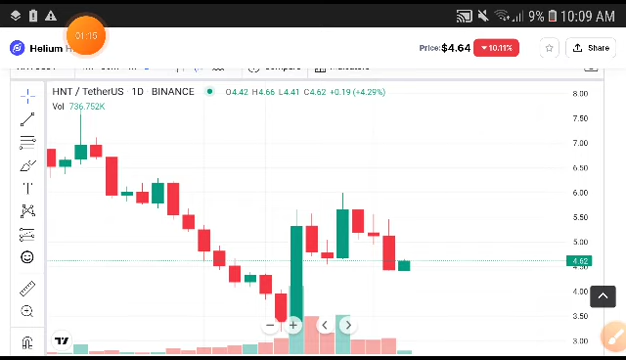 9% 10:09 AM
01:15
Helium
Price: $4.64 ▼ 10.11% Share
HNT / TetherUS · 1D · BINANCE O4.42 H4.66 L4.41 C4.62 +0.19 (+4.29%)
Vol 736.752K
8.00
7.50
7.00
6.50
6.00
5.50
5.00
4.62
4.50
4.00
3.50
3.00